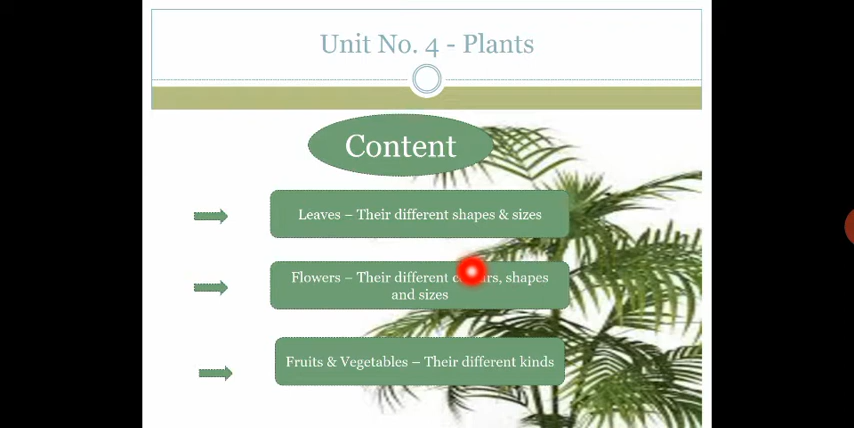 Unit No. 4 - Plants
Content
Leaves – Their different shapes & sizes
Flowers – Their different shapes
and sizes
Fruits & Vegetables – Their different kinds